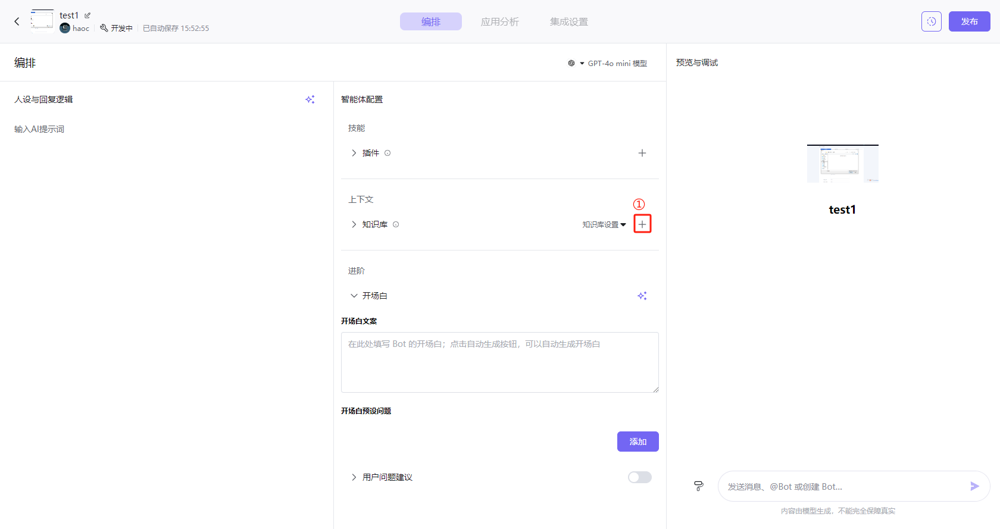 test1
haoc
开发中
已自动保存 15:52:55
编排
应用分析
集成设置
发布
编排
GPT-4o mini 模型
预览与调试
人设与回复逻辑
输入AI提示词
智能体配置
技能
插件
上下文
①
知识库
知识库设置
进阶
开场白
开场白文案
在此处填写 Bot 的开场白；点击自动生成按钮，可以自动生成开场白
开场白预设问题
添加
用户问题建议
test1
发送消息、@Bot 或创建 Bot...
内容由模型生成，不能完全保障真实